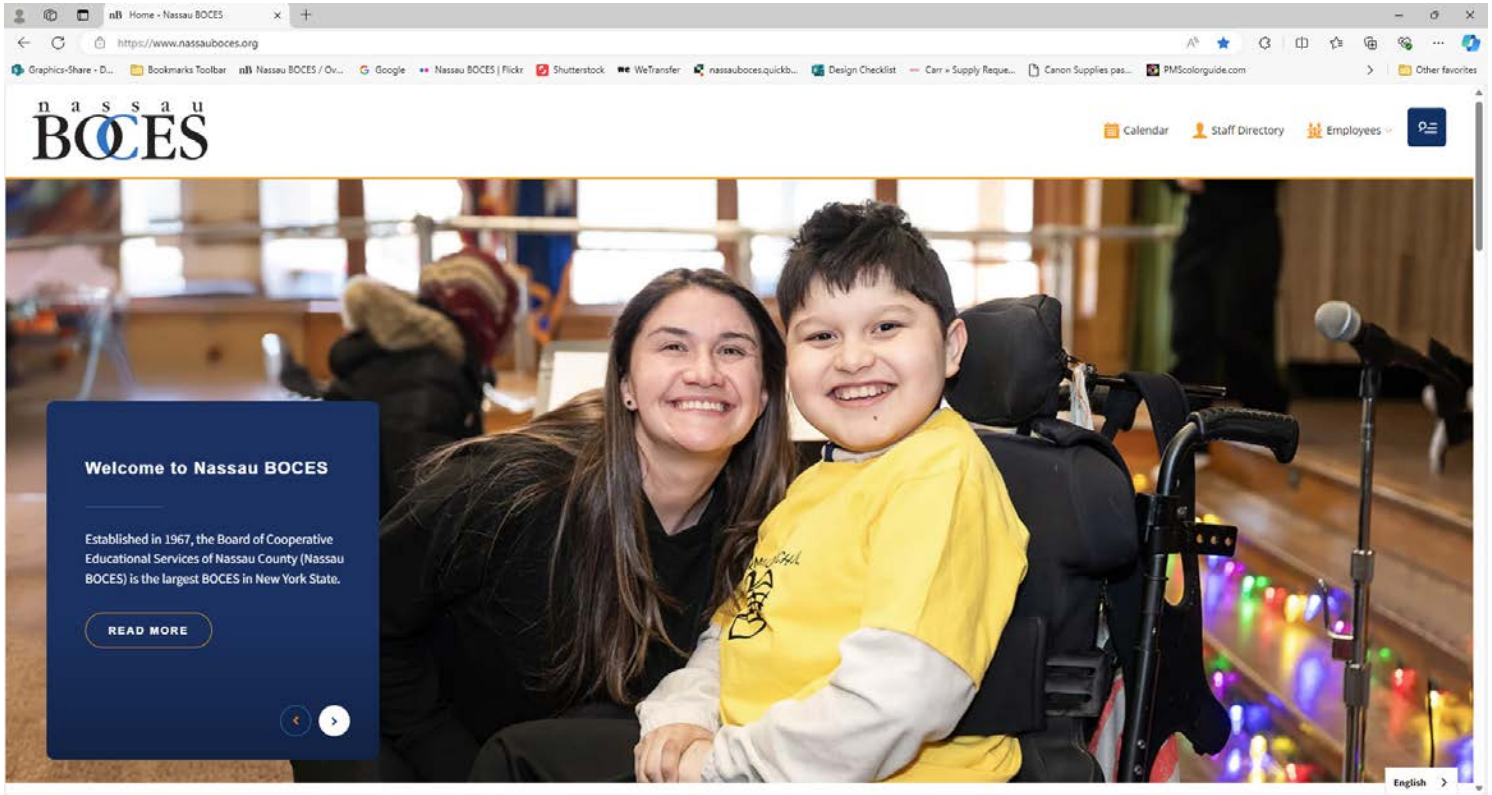 nB Home - Nassau BOCES
https://www.nassauboces.org
Graphics-Share - D... Bookmarks Toolbar nB Nassau BOCES / Ov... Google Nassau BOCES | Flickr Shutterstock we WeTransfer nassauboces.quickb... Design Checklist Carr » Supply Reque... Canon Supplies pas... PMScolorguide.com Other favorites
nassau
BOCES
Calendar Staff Directory Employees
Welcome to Nassau BOCES
Established in 1967, the Board of Cooperative
Educational Services of Nassau County (Nassau
BOCES) is the largest BOCES in New York State.
READ MORE
English